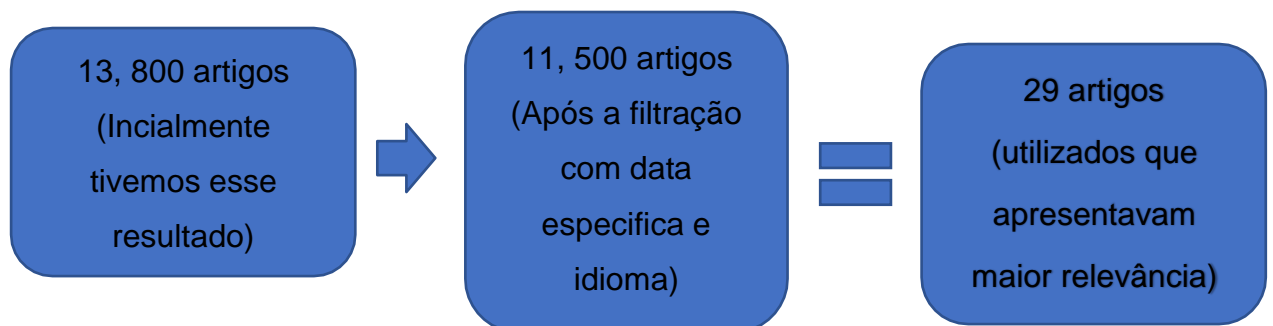 13, 800 artigos
(Incialmente
tivemos esse
resultado)
11, 500 artigos
(Após a filtração
com data
especifica e
idioma)
29 artigos
(utilizados que
apresentavam
maior relevância)